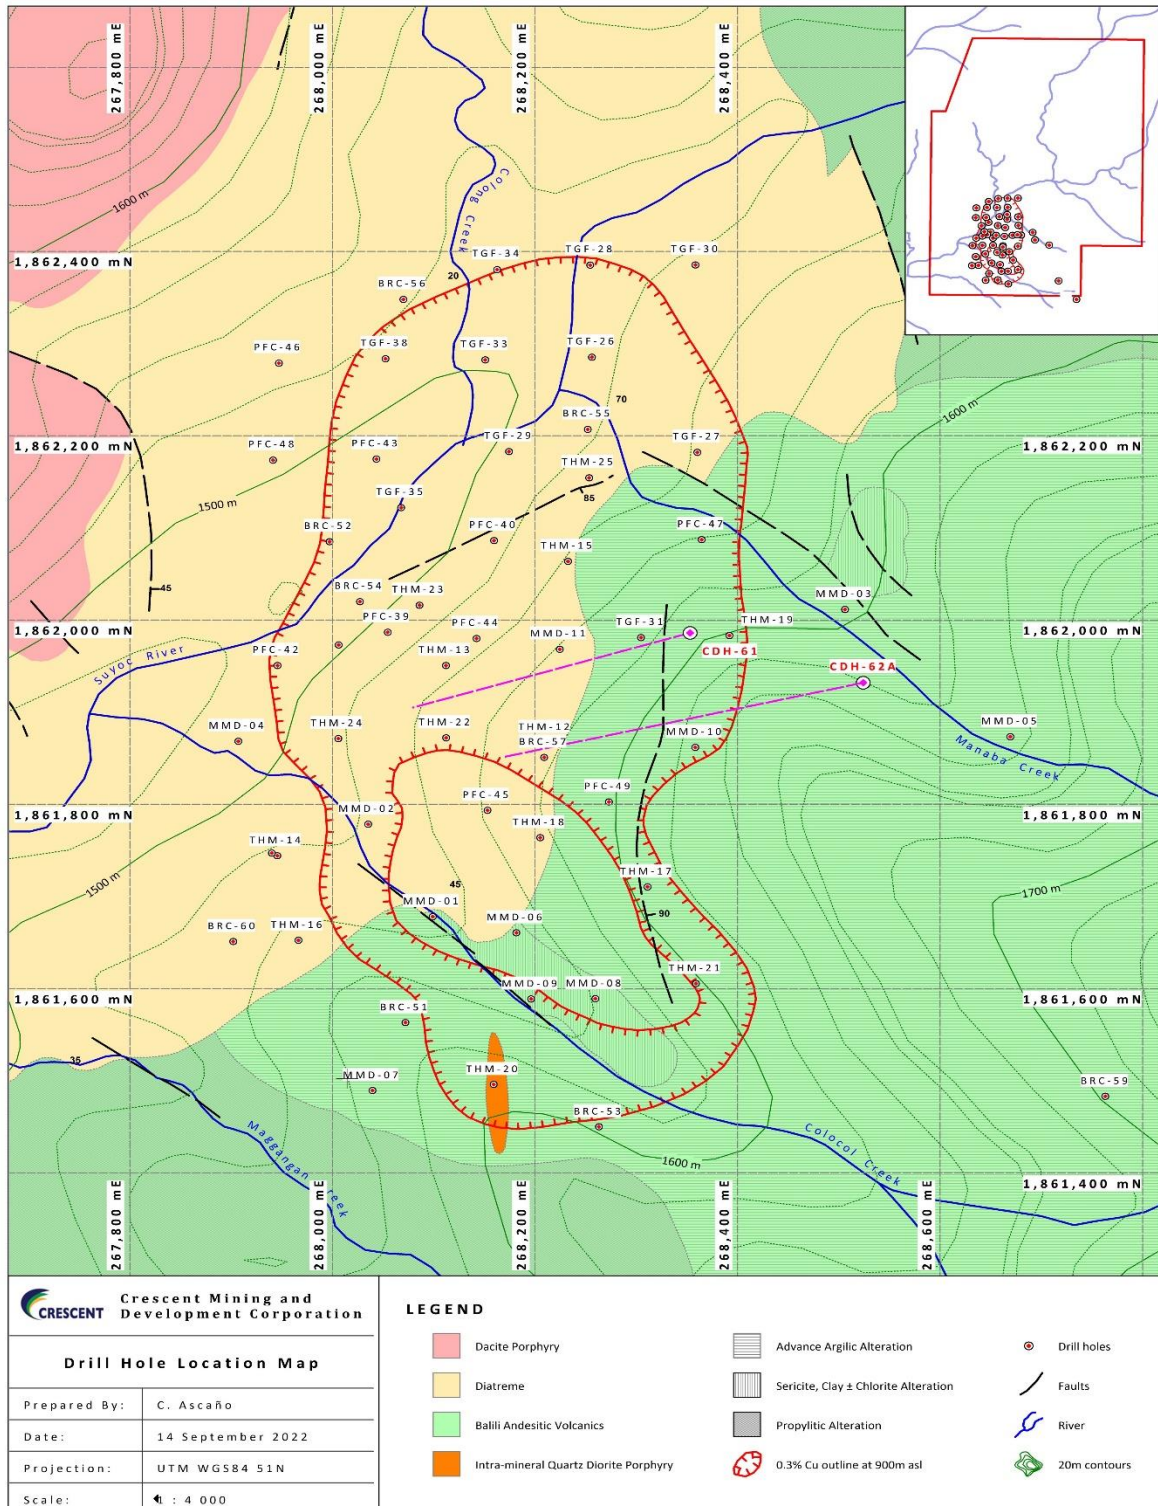 267,800 mE
268,000 mE
268,200 mE
268,400 mE
1600 m
Colong Creek
1,862,400 mN
TGF-34
TGF-28
TGF-30
20
BRC-56
PFC-46
TGF-38
TGF-33
TGF-26
70
BRC-55
1600 m
1,862,200 mN
PFC-48
PFC-43
TGF-29
TGF-27
1,862,200 mN
THM-25
85
1500 m
TGF-35
BRC-52
PFC-40
PFC-47
THM-15
45
BRC-54
THM-23
MMD-03
1,862,000 mN
PFC-39
PFC-44
MMD-11
TGF-31
THM-19
1,862,000 mN
Suyoc River
PFC-42
THM-13
CDH-61
CDH-62A
MMD-04
THM-24
THM-22
THM-12
BRC-57
MMD-10
MMD-05
Manaba Creek
1,861,800 mN
MMD-02
PFC-45
PFC-49
1,861,800 mN
THM-14
THM-18
1500 m
45
THM-17
1700 m
MMD-01
90
BRC-60
THM-16
MMD-06
THM-21
1,861,600 mN
MMD-09
MMD-08
1,861,600 mN
BRC-51
35
MMD-07
THM-20
BRC-59
BRC-53
Maggangan Creek
Colocol Creek
1600 m
1,861,400 mN
267,800 mE
268,000 mE
268,200 mE
268,400 mE
268,600 mE
CRESCENT
Crescent Mining and
Development Corporation
Drill Hole Location Map
Prepared By: C. Ascaño
Date: 14 September 2022
Projection: UTM WGS84 51N
Scale: 1 : 4 000
LEGEND
Dacite Porphyry
Diatreme
Balili Andesitic Volcanics
Intra-mineral Quartz Diorite Porphyry
Advance Argilic Alteration
Sericite, Clay ± Chlorite Alteration
Propylitic Alteration
0.3% Cu outline at 900m asl
Drill holes
Faults
River
20m contours